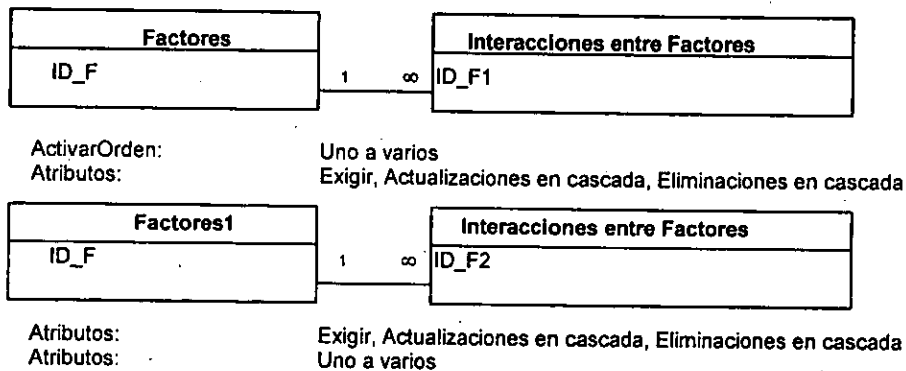 Factores Interacciones entre Factores
ID_F 1 ∞ ID_F1
ActivarOrden: Uno a varios
Atributos: Exigir, Actualizaciones en cascada, Eliminaciones en cascada
Factores1 Interacciones entre Factores
ID_F 1 ∞ ID_F2
Atributos: Exigir, Actualizaciones en cascada, Eliminaciones en cascada
Atributos: Uno a varios